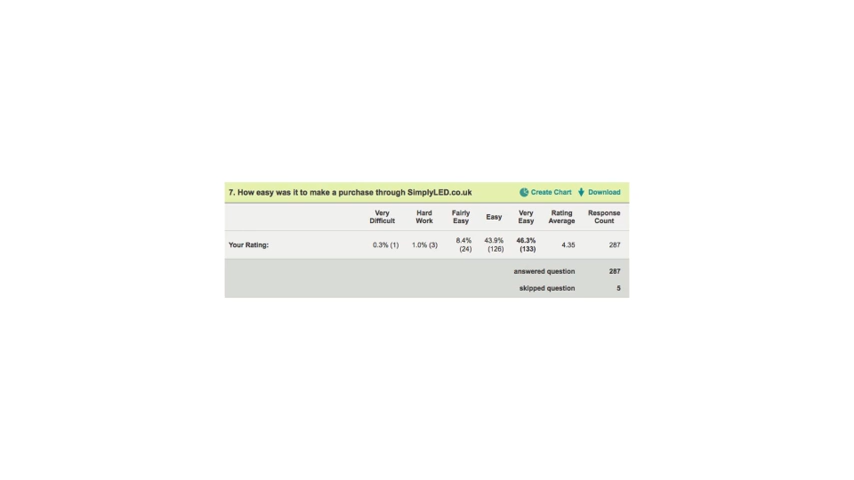 7. How easy was it to make a purchase through SimplyLED.co.uk Create Chart Download
Very Difficult Hard Work Fairly Easy Easy Very Easy Rating Average Response Count
Your Rating: 0.3% (1) 1.0% (3) 8.4% (24) 43.9% (126) 46.3% (133) 4.35 287
answered question 287
skipped question 5